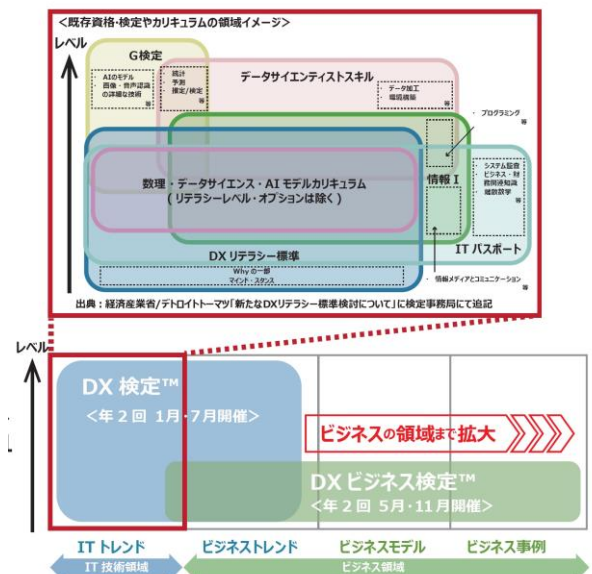 <既存資格・検定やカリキュラムの領域イメージ>
レベル
G検定
・ AIのモデル
・ 画像・音声認識
の詳細な技術
等
・ 統計
・ 予測
・ 推定/検定
等
データサイエンティストスキル
・ データ加工
・ 環境構築
等
・ プログラミング
等
数理・データサイエンス・AI モデルカリキュラム
(リテラシーレベル・オプションは除く)
情報 I
・ システム監査
・ ビジネス・財
務関連知識
・ 離散数学
等
IT パスポート
DX リテラシー標準
Why の一部
マインド・スタンス
・ 情報メディアとコミュニケーション
等
出典：経済産業省/デトロイトトーマツ「新たなDXリテラシー標準検討について」に検定事務局にて追記
レベル
DX 検定™
<年 2 回 1月・7月開催>
ビジネスの領域まで拡大
DX ビジネス検定™
<年 2 回 5月・11月開催>
IT トレンド
ビジネストレンド
ビジネスモデル
ビジネス事例
IT 技術領域
ビジネス領域